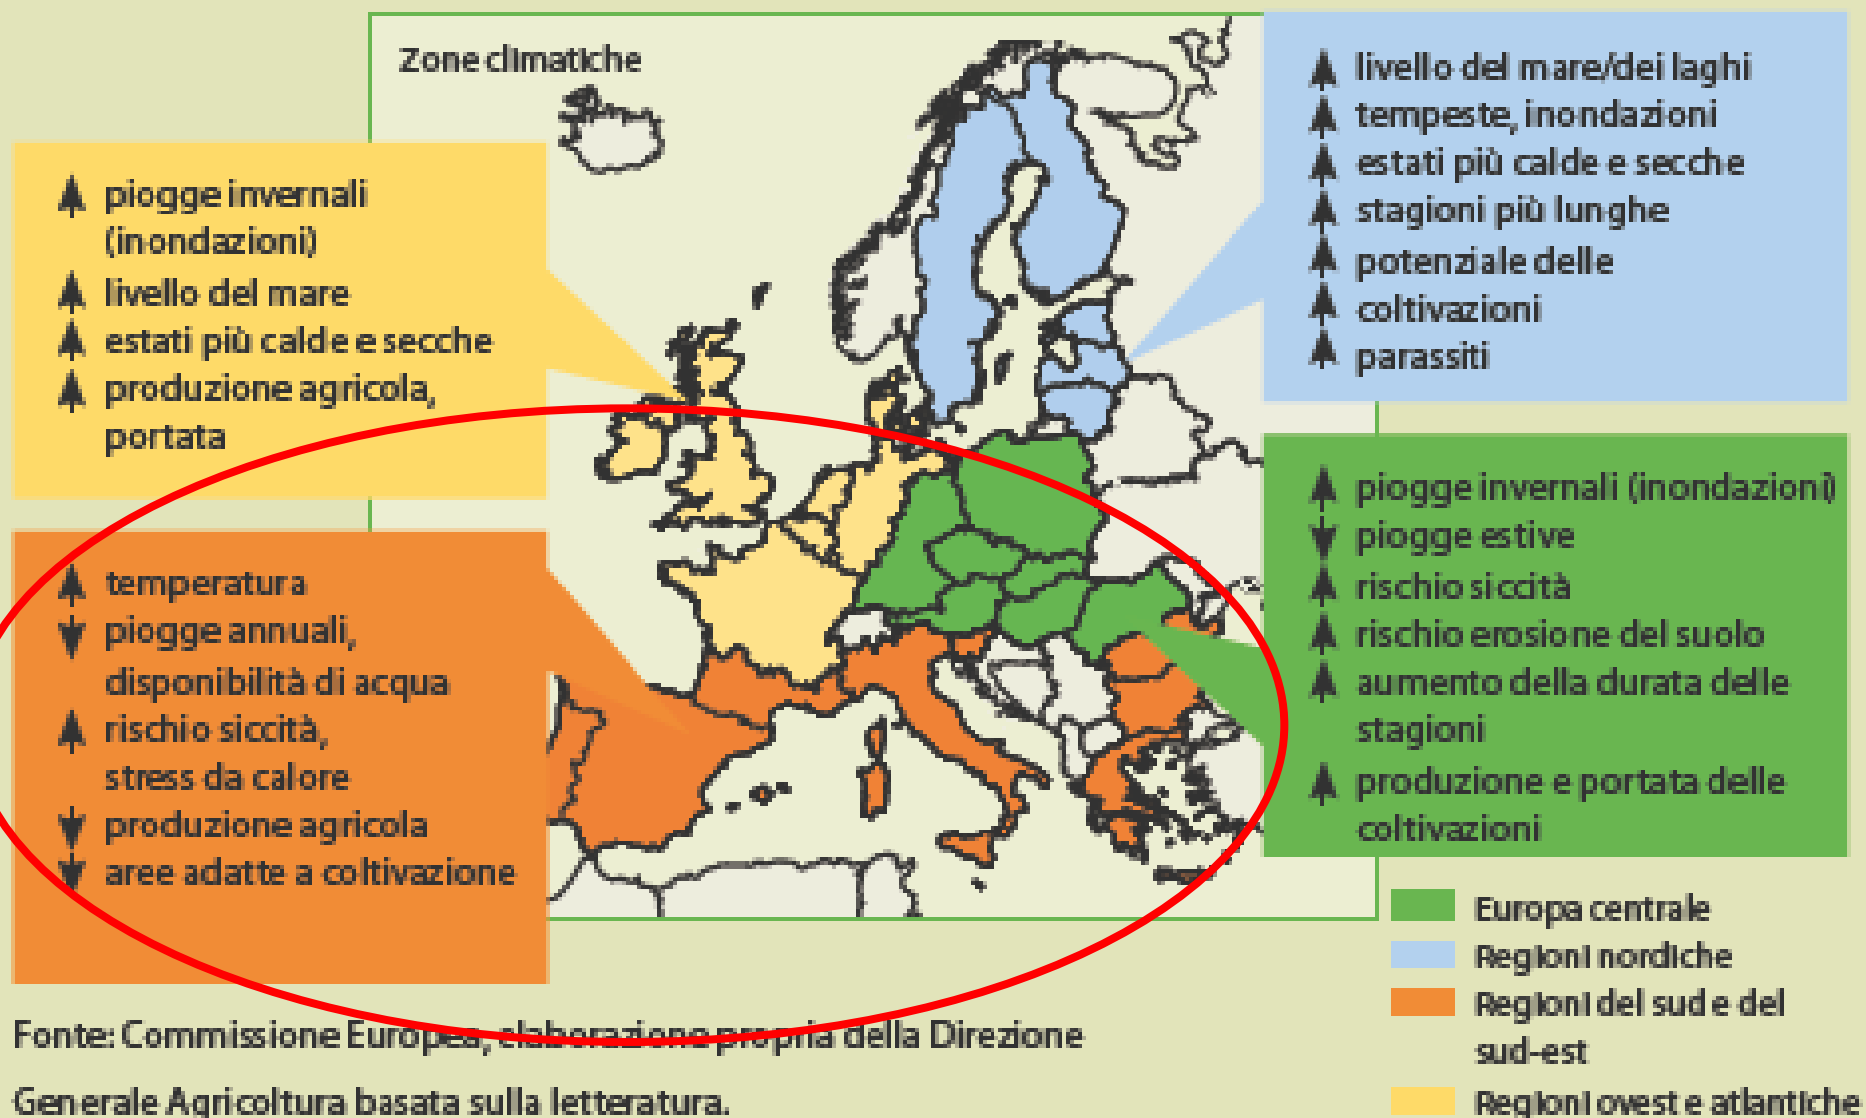 Zone climatiche
piogge invernali
(inondazioni)
livello del mare
estati più calde e secche
produzione agricola,
portata
temperatura
piogge annuali,
disponibilità di acqua
rischio siccità,
stress da calore
produzione agricola
aree adatte a coltivazione
livello del mare/dei laghi
tempeste, inondazioni
estati più calde e secche
stagioni più lunghe
potenziale delle
coltivazioni
parassiti
piogge invernali (inondazioni)
piogge estive
rischio siccità
rischio erosione del suolo
aumento della durata delle
stagioni
produzione e portata delle
coltivazioni
Europa centrale
Regioni nordiche
Regioni del sud e del
sud-est
Regioni ovest e atlantiche
Fonte: Commissione Europea, elaborazione propria della Direzione
Generale Agricoltura basata sulla letteratura.